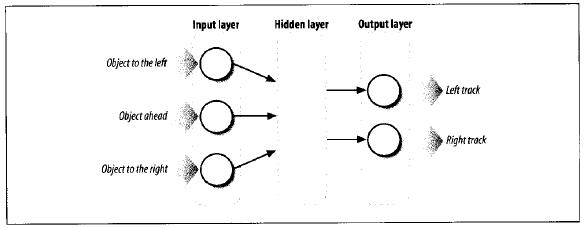 Input layer Hidden layer Output layer
Object to the left
Left track
Object ahead
Right track
Object to the right